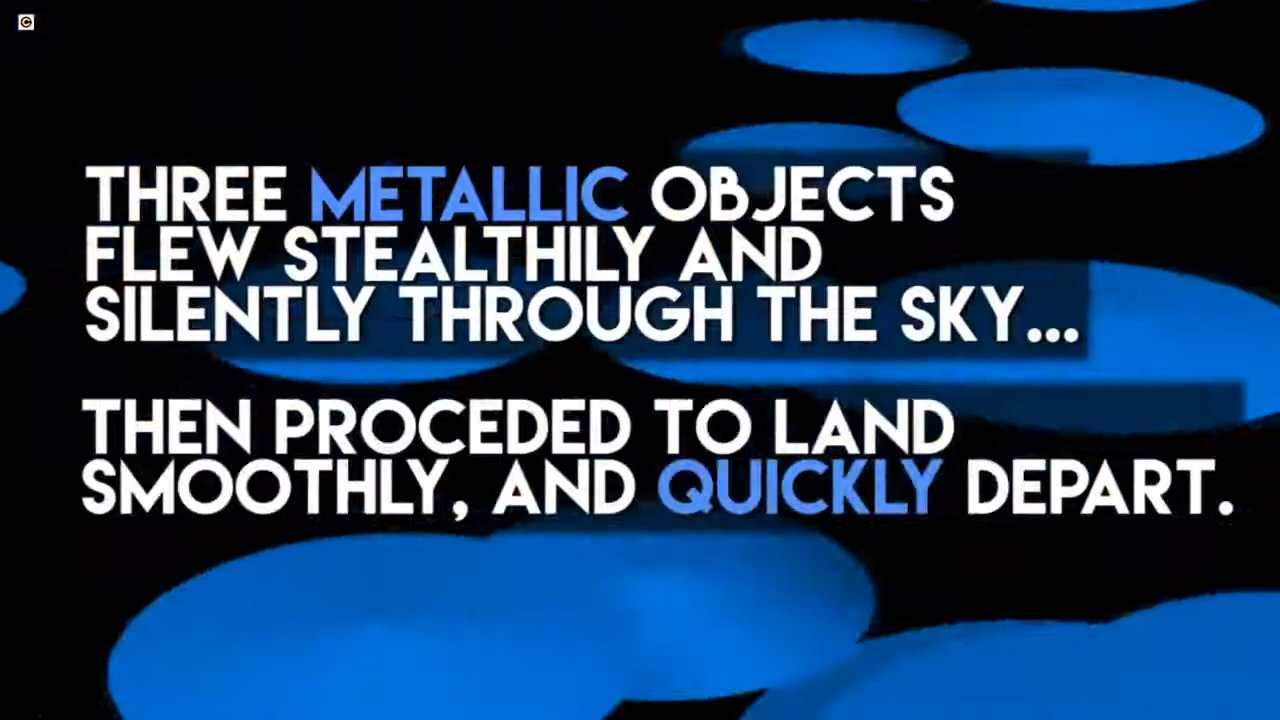 ©
THREE METALLIC OBJECTS
FLEW STEALTHILY AND
SILENTLY THROUGH THE SKY...
THEN PROCEDED TO LAND
SMOOTHLY, AND QUICKLY DEPART.